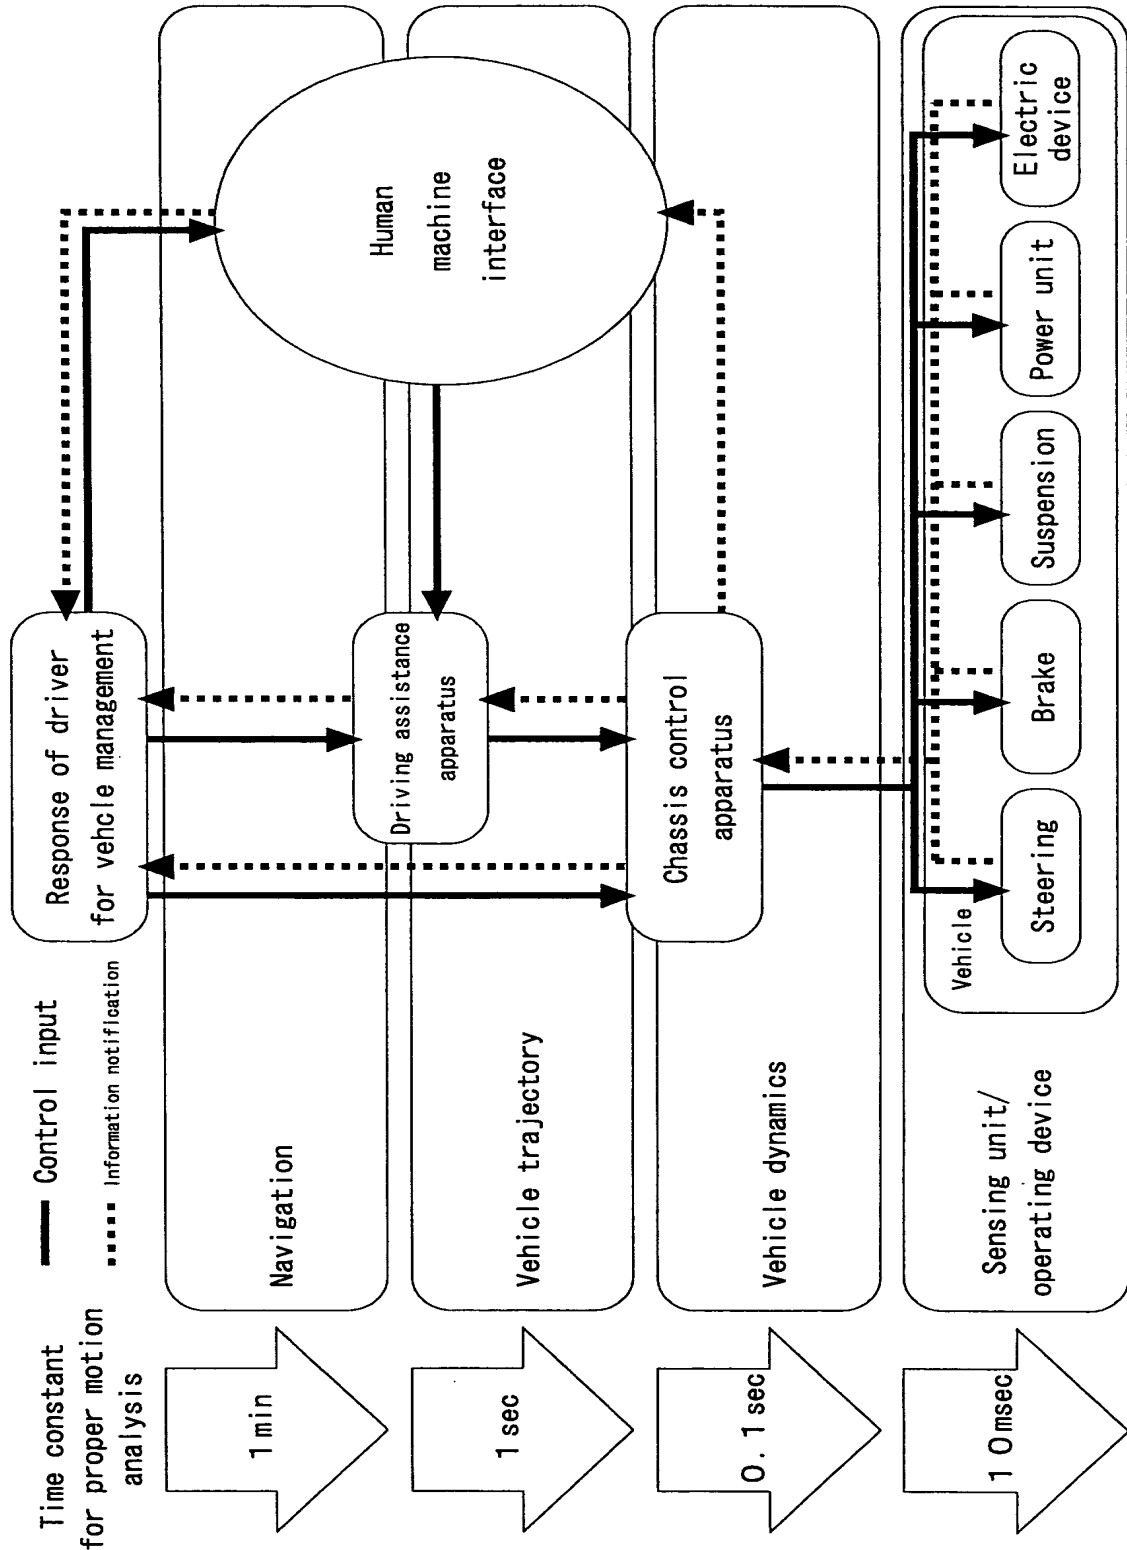 Time constant
for proper motion
analysis
Control input
Information notification
Response of driver
for vehcle management
1min
Navigation
Human
machine
interface
Driving assistance
apparatus
1sec
Vehicle trajectory
Chassis control
apparatus
0.1sec
Vehicle dynamics
10msec
Sensing unit/
operating device
Vehicle
Steering
Brake
Suspension
Power unit
Electric
device